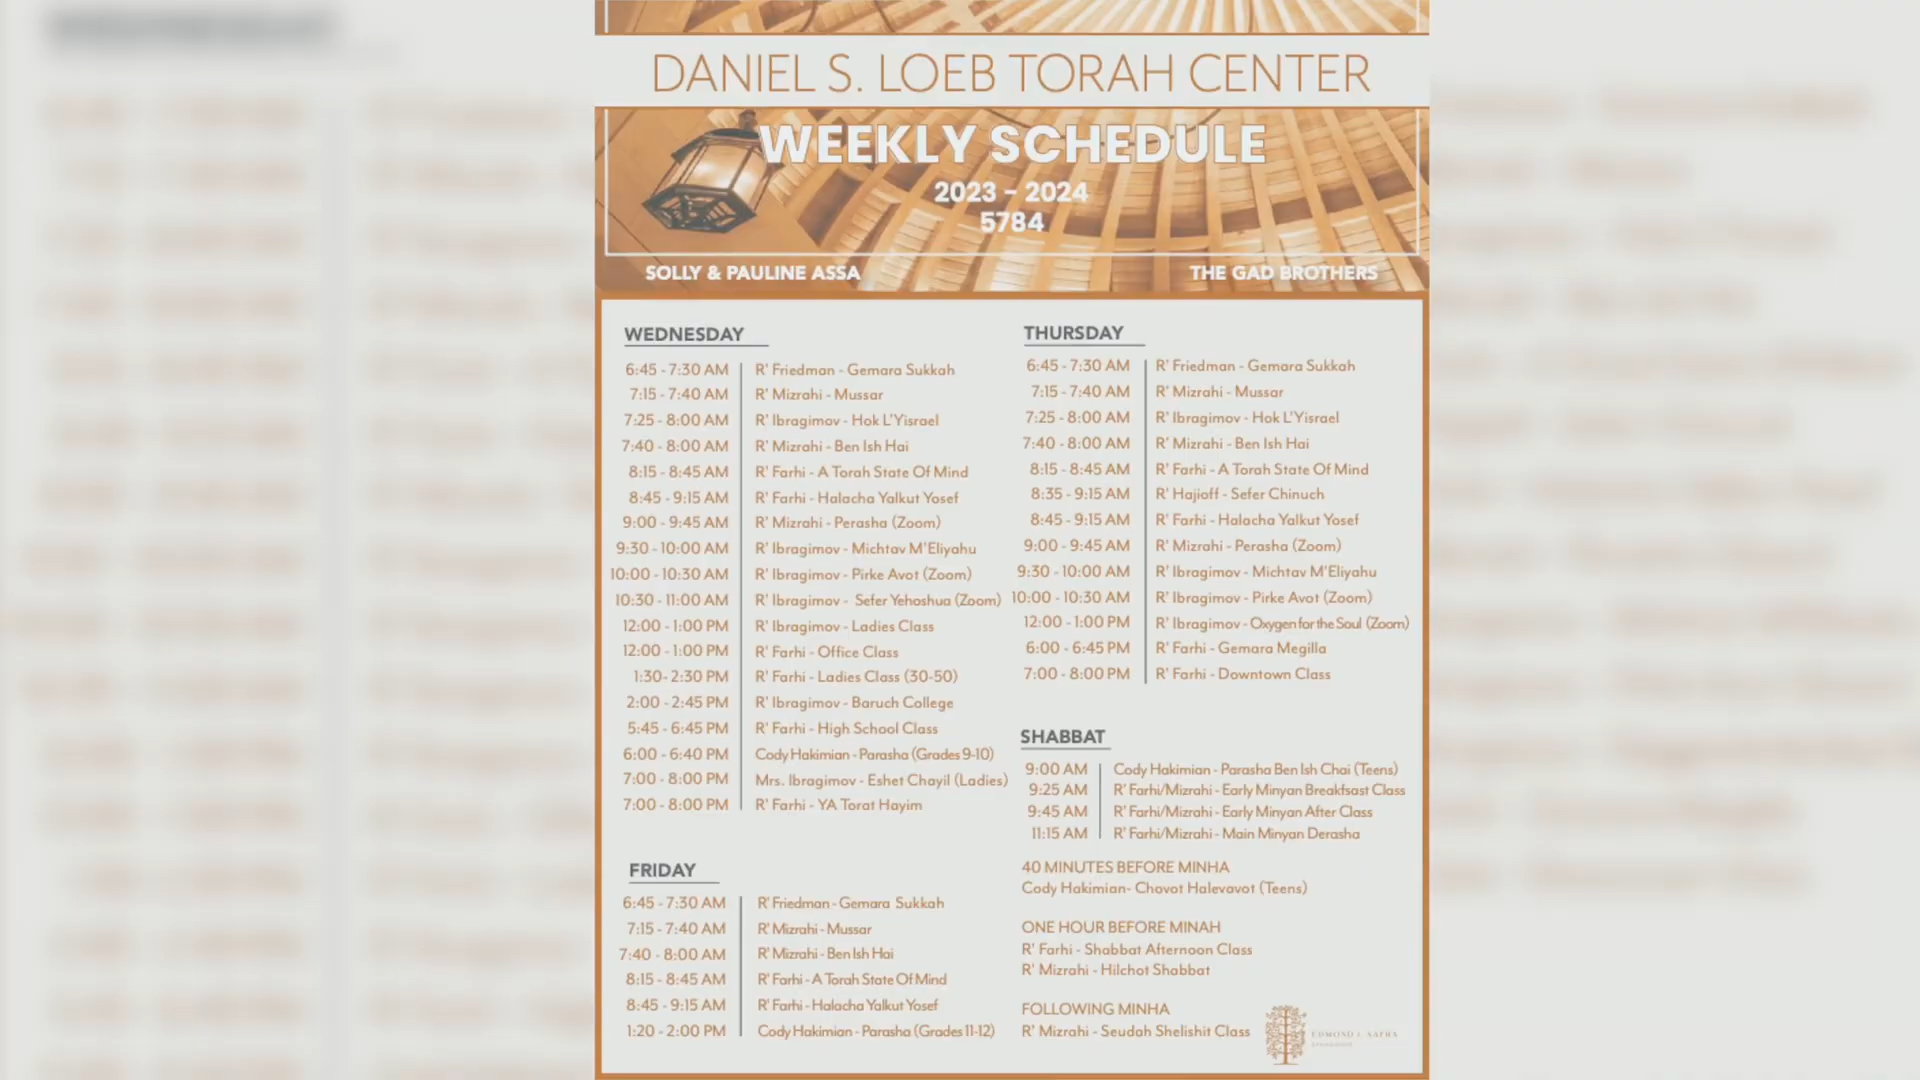 DANIEL S. LOEB TORAH CENTER
WEEKLY SCHEDULE
2023 - 2024
5784
SOLLY & PAULINE ASSA
THE GAD BROTHERS
WEDNESDAY
6:45 - 7:30 AM R' Friedman - Gemara Sukkah
7:15 - 7:40 AM R' Mizrahi - Mussar
7:25 - 8:00 AM R' Ibragimov - Hok L'Yisrael
7:40 - 8:00 AM R' Mizrahi - Ben Ish Hai
8:15 - 8:45 AM R' Farhi - A Torah State Of Mind
8:45 - 9:15 AM R' Farhi - Halacha Yalkut Yosef
9:00 - 9:45 AM R' Mizrahi - Perasha (Zoom)
9:30 - 10:00 AM R' Ibragimov - Michtav M'Eliyahu
10:00 - 10:30 AM R' Ibragimov - Pirke Avot (Zoom)
10:30 - 11:00 AM R' Ibragimov - Sefer Yehoshua (Zoom)
12:00 - 1:00 PM R' Ibragimov - Ladies Class
12:00 - 1:00 PM R' Farhi - Office Class
1:30- 2:30 PM R' Farhi - Ladies Class (30-50)
2:00 - 2:45 PM R' Ibragimov - Baruch College
5:45 - 6:45 PM R' Farhi - High School Class
6:00 - 6:40 PM Cody Hakimian - Parasha (Grades 9-10)
7:00 - 8:00 PM Mrs. Ibragimov - Eshet Chayil (Ladies)
7:00 - 8:00 PM R' Farhi - YA Torat Hayim
FRIDAY
6:45 - 7:30 AM R' Friedman - Gemara Sukkah
7:15 - 7:40 AM R' Mizrahi - Mussar
7:40 - 8:00 AM R' Mizrahi - Ben Ish Hai
8:15 - 8:45 AM R' Farhi - A Torah State Of Mind
8:45 - 9:15 AM R' Farhi - Halacha Yalkut Yosef
1:20 - 2:00 PM Cody Hakimian - Parasha (Grades 11-12)
THURSDAY
6:45 - 7:30 AM R' Friedman - Gemara Sukkah
7:15 - 7:40 AM R' Mizrahi - Mussar
7:25 - 8:00 AM R' Ibragimov - Hok L'Yisrael
7:40 - 8:00 AM R' Mizrahi - Ben Ish Hai
8:15 - 8:45 AM R' Farhi - A Torah State Of Mind
8:35 - 9:15 AM R' Hajioff - Sefer Chinuch
8:45 - 9:15 AM R' Farhi - Halacha Yalkut Yosef
9:00 - 9:45 AM R' Mizrahi - Perasha (Zoom)
9:30 - 10:00 AM R' Ibragimov - Michtav M'Eliyahu
10:00 - 10:30 AM R' Ibragimov - Pirke Avot (Zoom)
12:00 - 1:00 PM R' Ibragimov - Oxygen for the Soul (Zoom)
6:00 - 6:45 PM R' Farhi - Gemara Megilla
7:00 - 8:00 PM R' Farhi - Downtown Class
SHABBAT
9:00 AM Cody Hakimian - Parasha Ben Ish Chai (Teens)
9:25 AM R' Farhi/Mizrahi - Early Minyan Breakfsast Class
9:45 AM R' Farhi/Mizrahi - Early Minyan After Class
11:15 AM R' Farhi/Mizrahi - Main Minyan Derasha
40 MINUTES BEFORE MINHA
Cody Hakimian- Chovot Halevavot (Teens)
ONE HOUR BEFORE MINAH
R' Farhi - Shabbat Afternoon Class
R' Mizrahi - Hilchot Shabbat
FOLLOWING MINHA
R' Mizrahi - Seudah Shelishit Class
EDMOND J. SAFRA